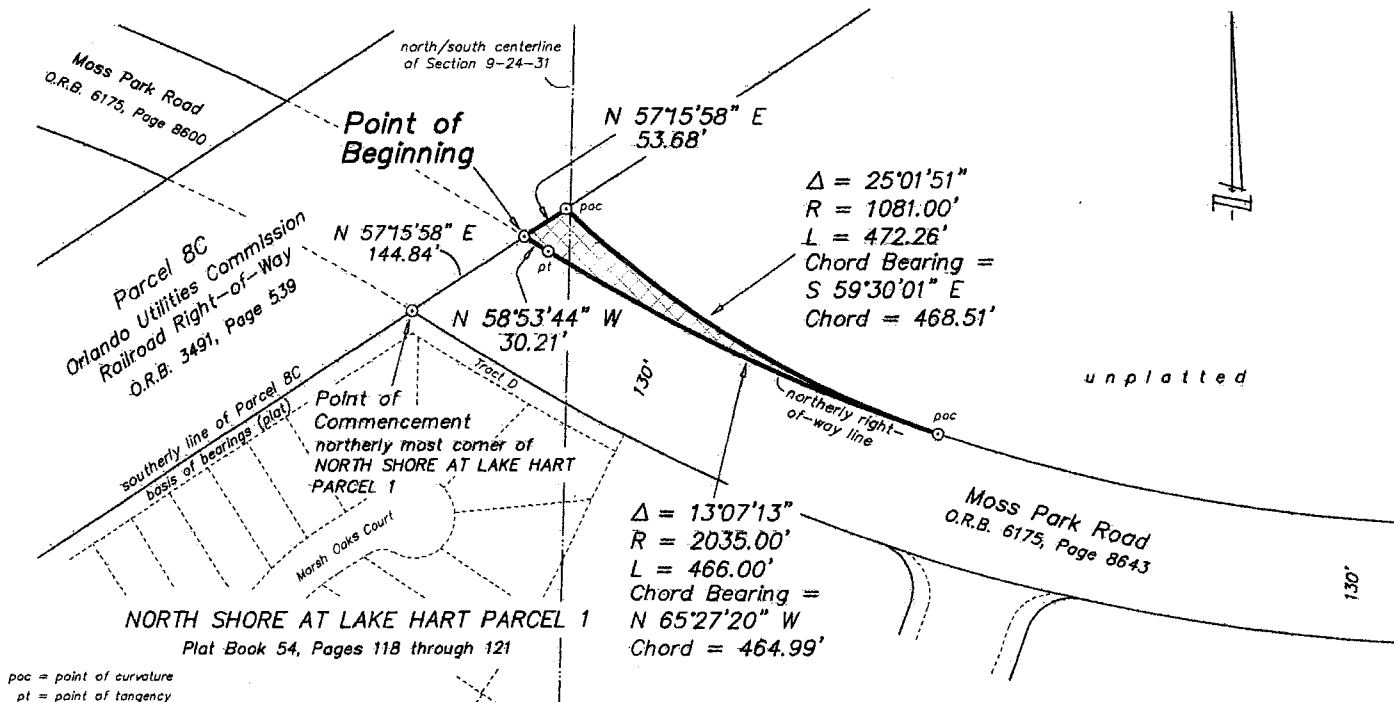 Moss Park Road
O.R.B. 6175, Page 8600
north/south centerline
of Section 9-24-31
Point of
Beginning
N 57°15'58" E
53.68'
poc
Δ = 25°01'51"
R = 1081.00'
L = 472.26'
Chord Bearing =
S 59°30'01" E
Chord = 468.51'
N
Parcel 8C
Orlando Utilities Commission
Railroad Right-of-Way
O.R.B. 3491, Page 539
N 57°15'58" E
144.84'
pt
N 58°53'44" W
30.21'
Tract D
130'
unplatted
northerly right-
of-way line
poc
southerly line of Parcel 8C
basis of bearings (plat)
Point of
Commencement
northerly most corner of
NORTH SHORE AT LAKE HART
PARCEL 1
Marsh Oaks Court
Δ = 13°07'13"
R = 2035.00'
L = 466.00'
Chord Bearing =
N 65°27'20" W
Chord = 464.99'
Moss Park Road
O.R.B. 6175, Page 8643
130'
NORTH SHORE AT LAKE HART PARCEL 1
Plat Book 54, Pages 118 through 121
poc = point of curvature
pt = point of tangency